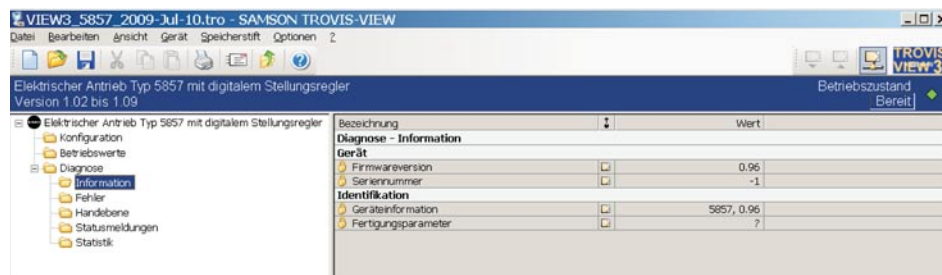 VIEW3_5857_2009-Jul-10.tro - SAMSON TROVIS-VIEW
Datei Bearbeiten Ansicht Gerät Speicherstift Optionen ?
TROVIS
VIEW 3
Elektrischer Antrieb Typ 5857 mit digitalem Stellungsregler
Version 1.02 bis 1.09
Betriebszustand
Bereit
Elektrischer Antrieb Typ 5857 mit digitalem Stellungsregler
Konfiguration
Betriebswerte
Diagnose
Information
Fehler
Handebene
Statusmeldungen
Statistik
Bezeichnung Wert
Diagnose - Information
Gerät
Firmwareversion 0.96
Seriennummer -1
Identifikation
Geräteinformation 5857, 0.96
Fertigungsparameter ?